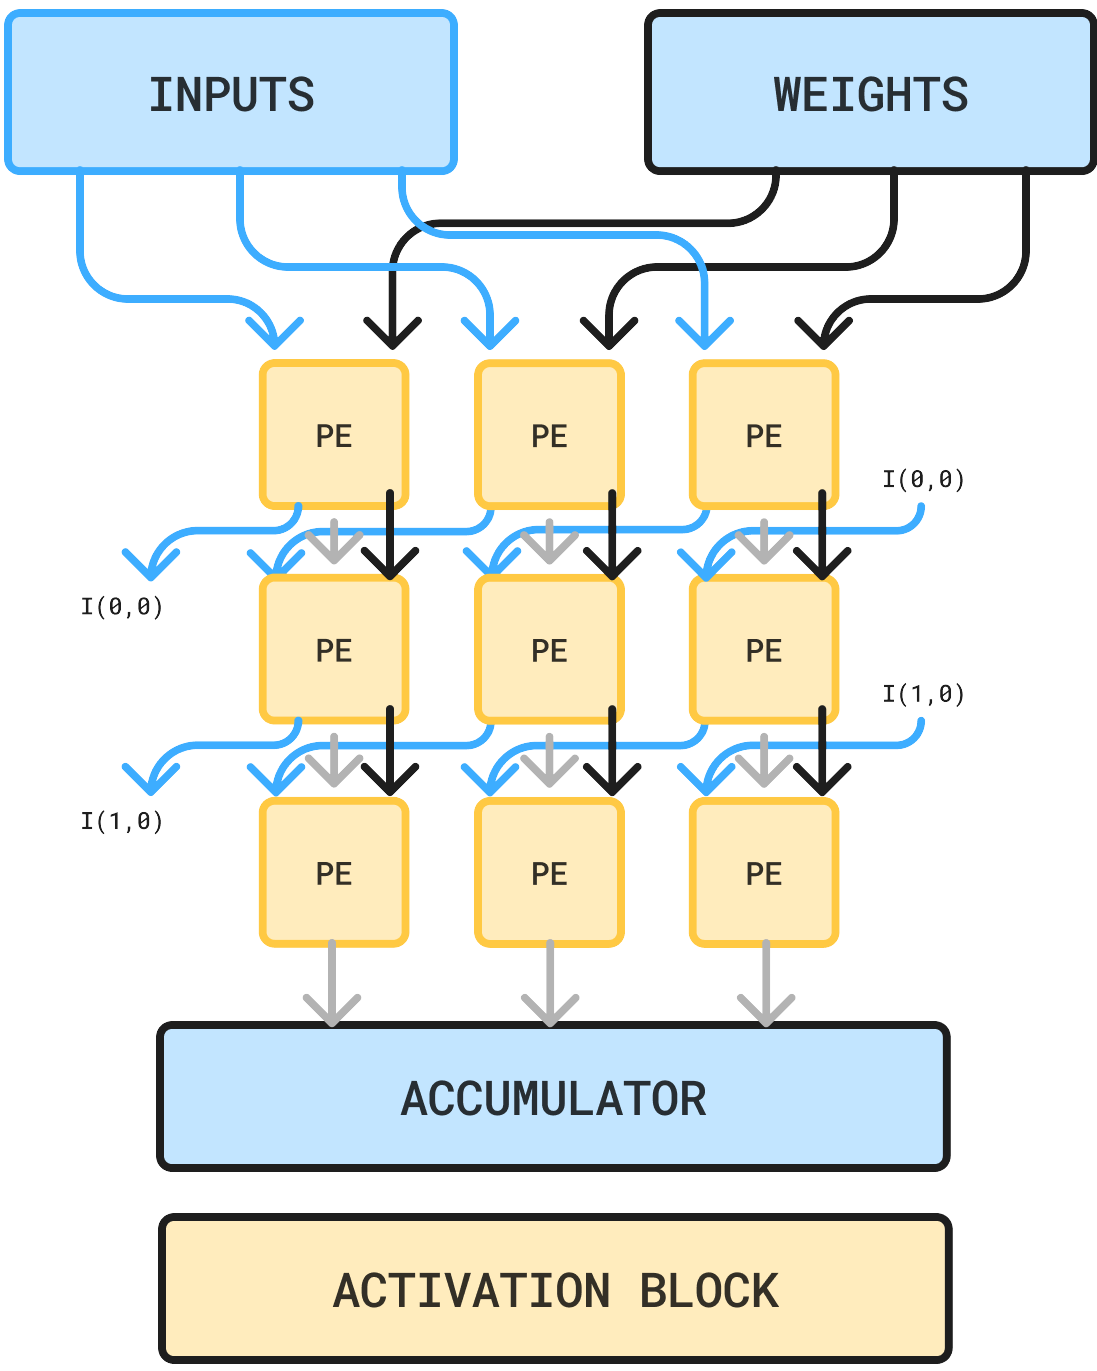 INPUTS
WEIGHTS
PE
PE
PE
I(0,0)
I(0,0)
PE
PE
PE
I(1,0)
I(1,0)
PE
PE
PE
ACCUMULATOR
ACTIVATION BLOCK